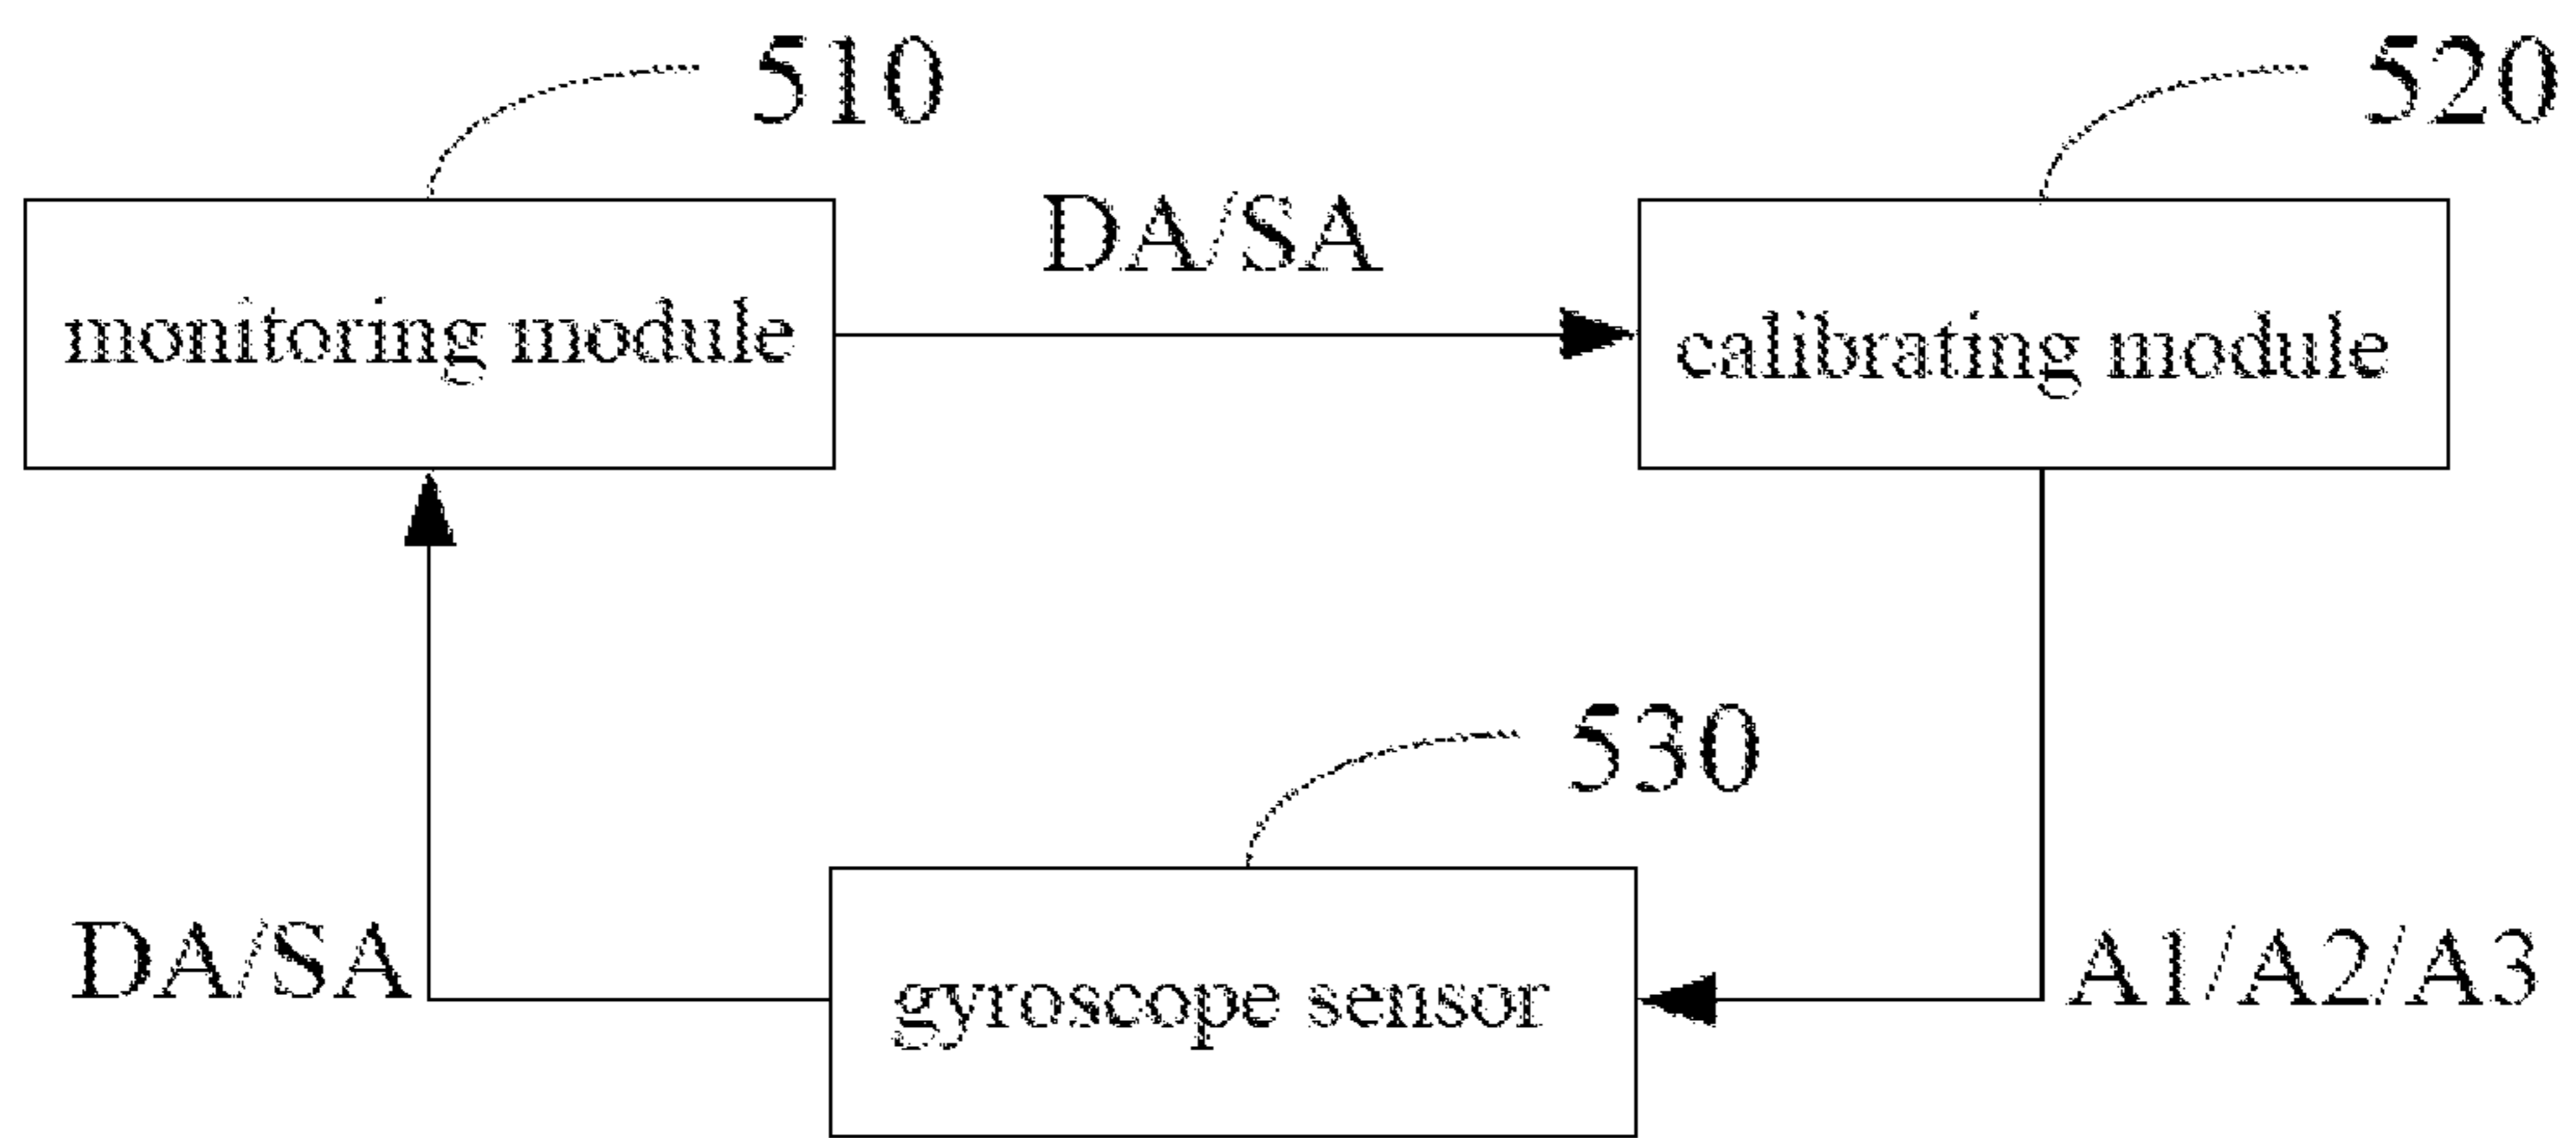 510
520
DA/SA
monitoring module
calibrating module
530
DA/SA
gyroscope sensor
A1/A2/A3